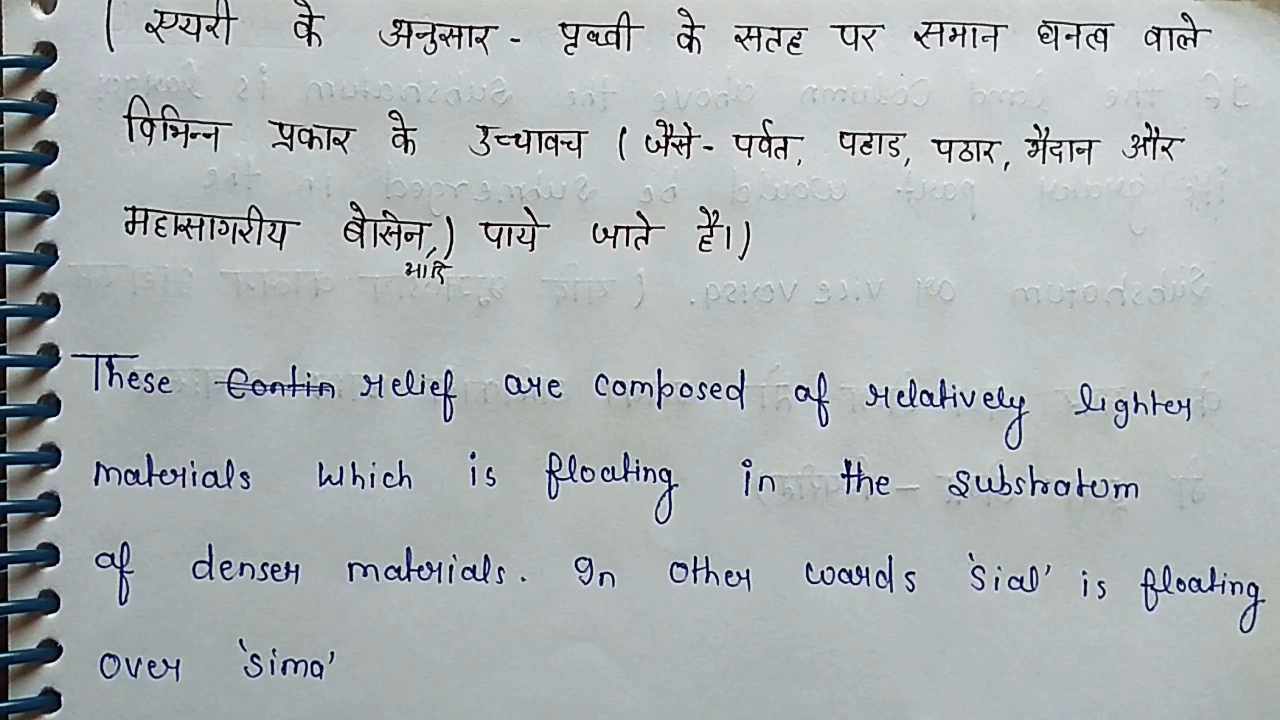 ( एयरी के अनुसार - पृथ्वी के सतह पर समान घनत्व वाले
विभिन्न प्रकार के उच्चावच ( जैसे - पर्वत, पहाड, पठार, मैदान और
महासागरीय बेसिन,) पाये जाते है।)
आदि
These Contin relief are composed of relatively lighter
materials which is floating in the substratum
of denser materials. In other words 'sial' is floating
over 'sima'